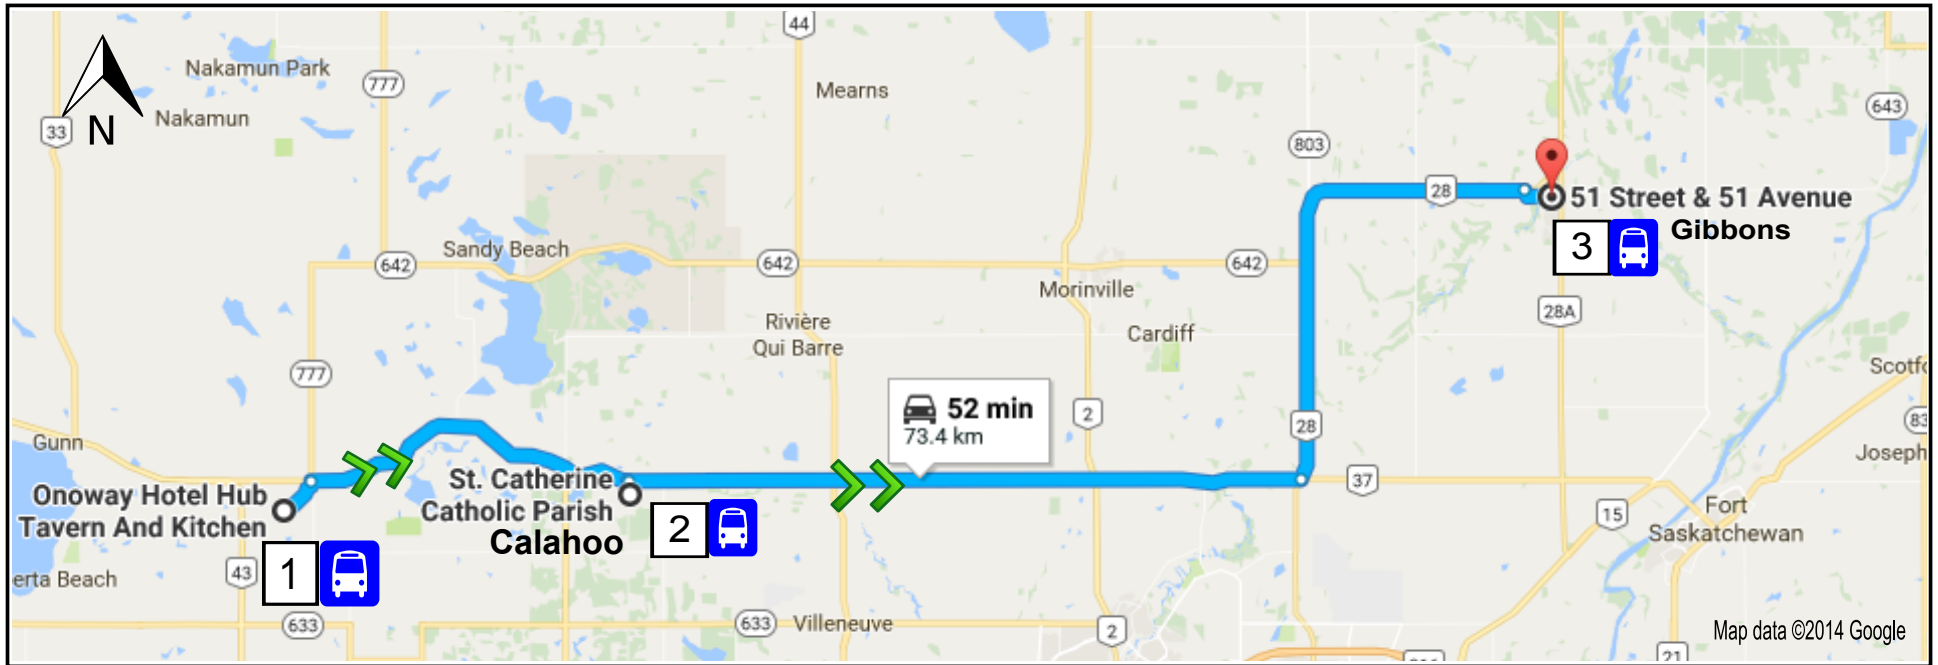 44
Nakamun Park
777
Mearns
643
33
N
Nakamun
803
28
51 Street & 51 Avenue
Gibbons
3
Sandy Beach
642
642
642
Morinville
28A
Rivière
Qui Barre
Cardiff
777
Scotfo
52 min
73.4 km
2
28
83
Gunn
Joseph
St. Catherine
Catholic Parish
Calahoo
37
Onoway Hotel Hub
Tavern And Kitchen
2
15
Fort
Saskatchewan
43
1
erta Beach
633
633
Villeneuve
2
Map data ©2014 Google
21